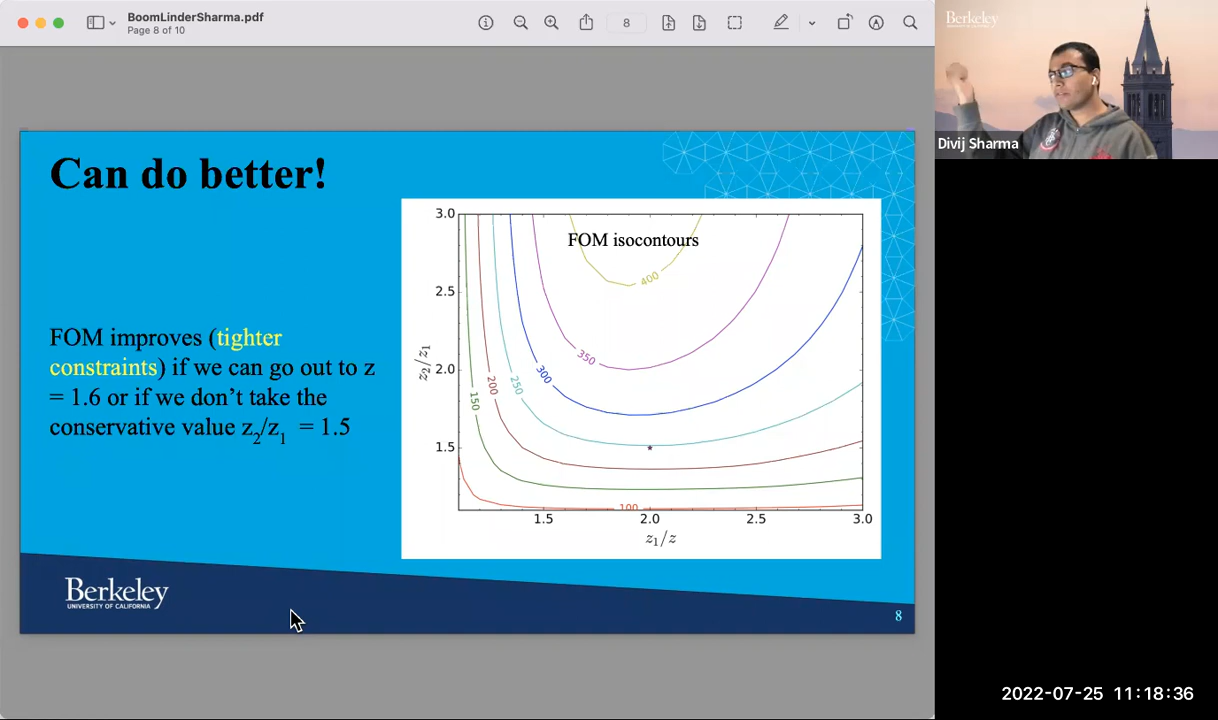 BoomLinderSharma.pdf
Page 8 of 10
8
Berkeley
Divij Sharma
Can do better!
FOM improves (tighter
constraints) if we can go out to z
= 1.6 or if we don't take the
conservative value z2/z1 = 1.5
FOM isocontours
3.0
2.5
2.0
1.5
z2/z1
400
350
300
250
200
150
100
1.5
2.0
2.5
3.0
z1/z
Berkeley
UNIVERSITY OF CALIFORNIA
8
2022-07-25 11:18:36